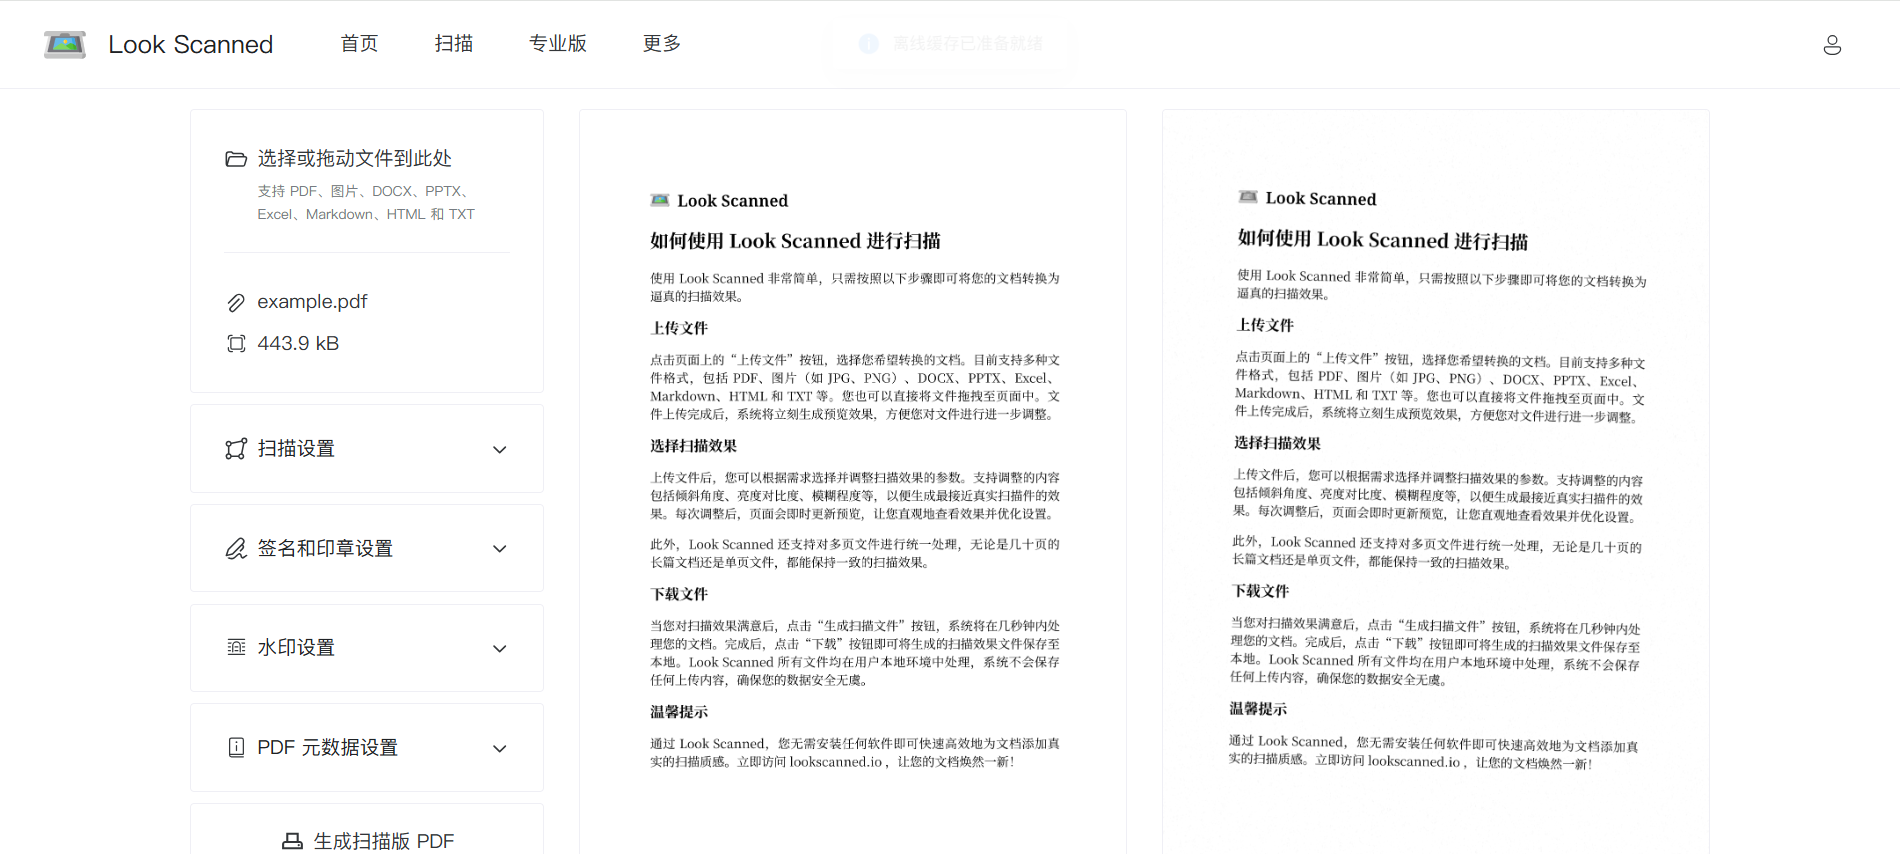 Look Scanned
首页
扫描
专业版
更多
离线缓存已准备就绪
选择或拖动文件到此处
支持 PDF、图片、DOCX、PPTX、
Excel、Markdown、HTML 和 TXT
example.pdf
443.9 kB
扫描设置
签名和印章设置
水印设置
PDF 元数据设置
生成扫描版 PDF
Look Scanned
如何使用 Look Scanned 进行扫描
使用 Look Scanned 非常简单，只需按照以下步骤即可将您的文档转换为
逼真的扫描效果。
上传文件
点击页面上的“上传文件”按钮，选择您希望转换的文档。目前支持多种文
件格式，包括 PDF、图片（如 JPG、PNG）、DOCX、PPTX、Excel、
Markdown、HTML 和 TXT 等。您也可以直接将文件拖拽至页面中。文
件上传完成后，系统将立刻生成预览效果，方便您对文件进行进一步调整。
选择扫描效果
上传文件后，您可以根据需求选择并调整扫描效果的参数。支持调整的内容
包括倾斜角度、亮度对比度、模糊程度等，以便生成最接近真实扫描件的效
果。每次调整后，页面会即时更新预览，让您直观地查看效果并优化设置。
此外，Look Scanned 还支持对多页文件进行统一处理，无论是几十页的
长篇文档还是单页文件，都能保持一致的扫描效果。
下载文件
当您对扫描效果满意后，点击“生成扫描文件”按钮，系统将在几秒钟内处
理您的文档。完成后，点击“下载”按钮即可将生成的扫描效果文件保存至
本地。Look Scanned 所有文件均在用户本地环境中处理，系统不会保存
任何上传内容，确保您的数据安全无虞。
温馨提示
通过 Look Scanned，您无需安装任何软件即可快速高效地为文档添加真
实的扫描质感。立即访问 lookscanned.io ，让您的文档焕然一新！
Look Scanned
如何使用 Look Scanned 进行扫描
使用 Look Scanned 非常简单，只需按照以下步骤即可将您的文档转换为
逼真的扫描效果。
上传文件
点击页面上的“上传文件”按钮，选择您希望转换的文档。目前支持多种文
件格式，包括 PDF、图片（如 JPG、PNG）、DOCX、PPTX、Excel、
Markdown、HTML 和 TXT 等。您也可以直接将文件拖拽至页面中。文
件上传完成后，系统将立刻生成预览效果，方便您对文件进行进一步调整。
选择扫描效果
上传文件后，您可以根据需求选择并调整扫描效果的参数。支持调整的内容
包括倾斜角度、亮度对比度、模糊程度等，以便生成最接近真实扫描件的效
果。每次调整后，页面会即时更新预览，让您直观地查看效果并优化设置。
此外，Look Scanned 还支持对多页文件进行统一处理，无论是几十页的
长篇文档还是单页文件，都能保持一致的扫描效果。
下载文件
当您对扫描效果满意后，点击“生成扫描文件”按钮，系统将在几秒钟内处
理您的文档。完成后，点击“下载”按钮即可将生成的扫描效果文件保存至
本地。Look Scanned 所有文件均在用户本地环境中处理，系统不会保存
任何上传内容，确保您的数据安全无虞。
温馨提示
通过 Look Scanned，您无需安装任何软件即可快速高效地为文档添加真
实的扫描质感。立即访问 lookscanned.io ，让您的文档焕然一新！